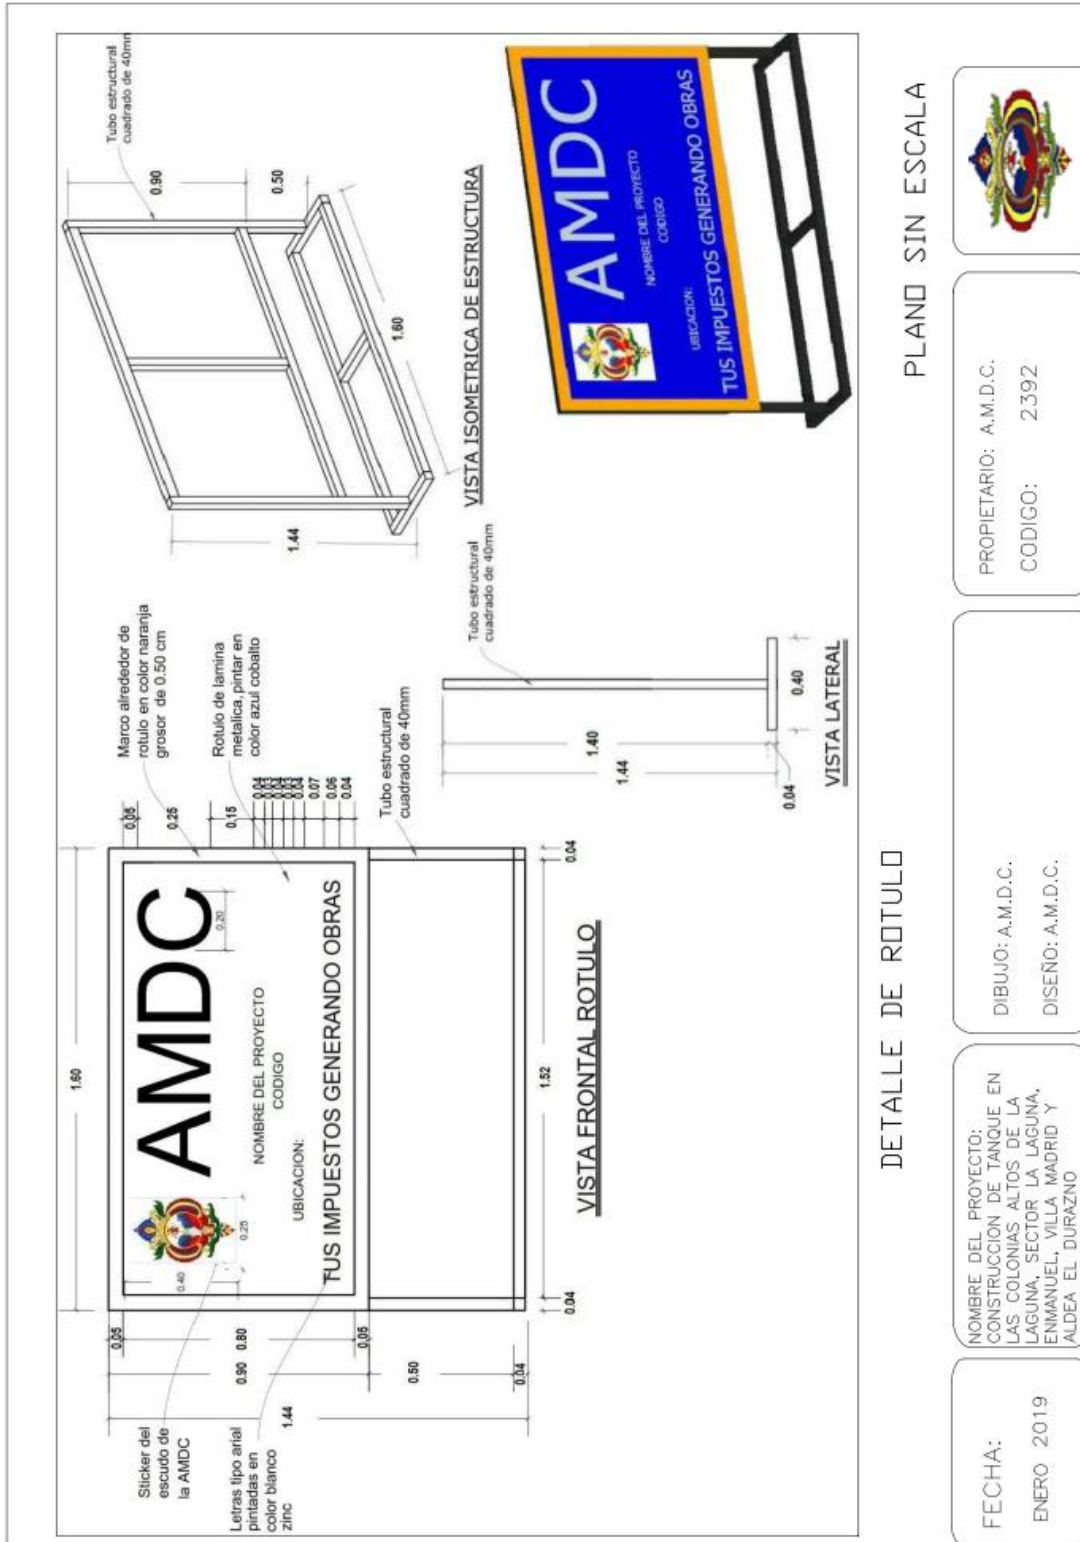 Sticker del
escudo de
la AMDC
Letras tipo arial
pintadas en
color blanco
zinc
1.44
0.90
0.50
0.04
0.05
0.80
0.05
1.60
AMDC
0.40
0.25
0.20
NOMBRE DEL PROYECTO
CODIGO
UBICACION:
TUS IMPUESTOS GENERANDO OBRAS
0.04
1.52
0.04
VISTA FRONTAL ROTULO
0.05
0.25
0.15
0.04
0.03
0.04
0.03
0.04
0.07
0.06
0.04
Marco alrededor de
rotulo en color naranja
grosor de 0.50 cm
Rotulo de lamina
metalica, pintar en
color azul cobalto
Tubo estructural
cuadrado de 40mm
Tubo estructural
cuadrado de 40mm
0.90
0.50
1.44
1.60
VISTA ISOMETRICA DE ESTRUCTURA
Tubo estructural
cuadrado de 40mm
1.40
1.44
0.04
0.40
VISTA LATERAL
AMDC
NOMBRE DEL PROYECTO
CODIGO
UBICACION:
TUS IMPUESTOS GENERANDO OBRAS
DETALLE DE ROTULO
PLANO SIN ESCALA
FECHA:
ENERO 2019
NOMBRE DEL PROYECTO:
CONSTRUCCION DE TANQUE EN
LAS COLONIAS ALTOS DE LA
LAGUNA, SECTOR LA LAGUNA,
ENMANUEL, VILLA MADRID Y
ALDEA EL DURAZNO
DIBUJO: A.M.D.C.
DISEÑO: A.M.D.C.
PROPIETARIO: A.M.D.C.
CODIGO: 2392